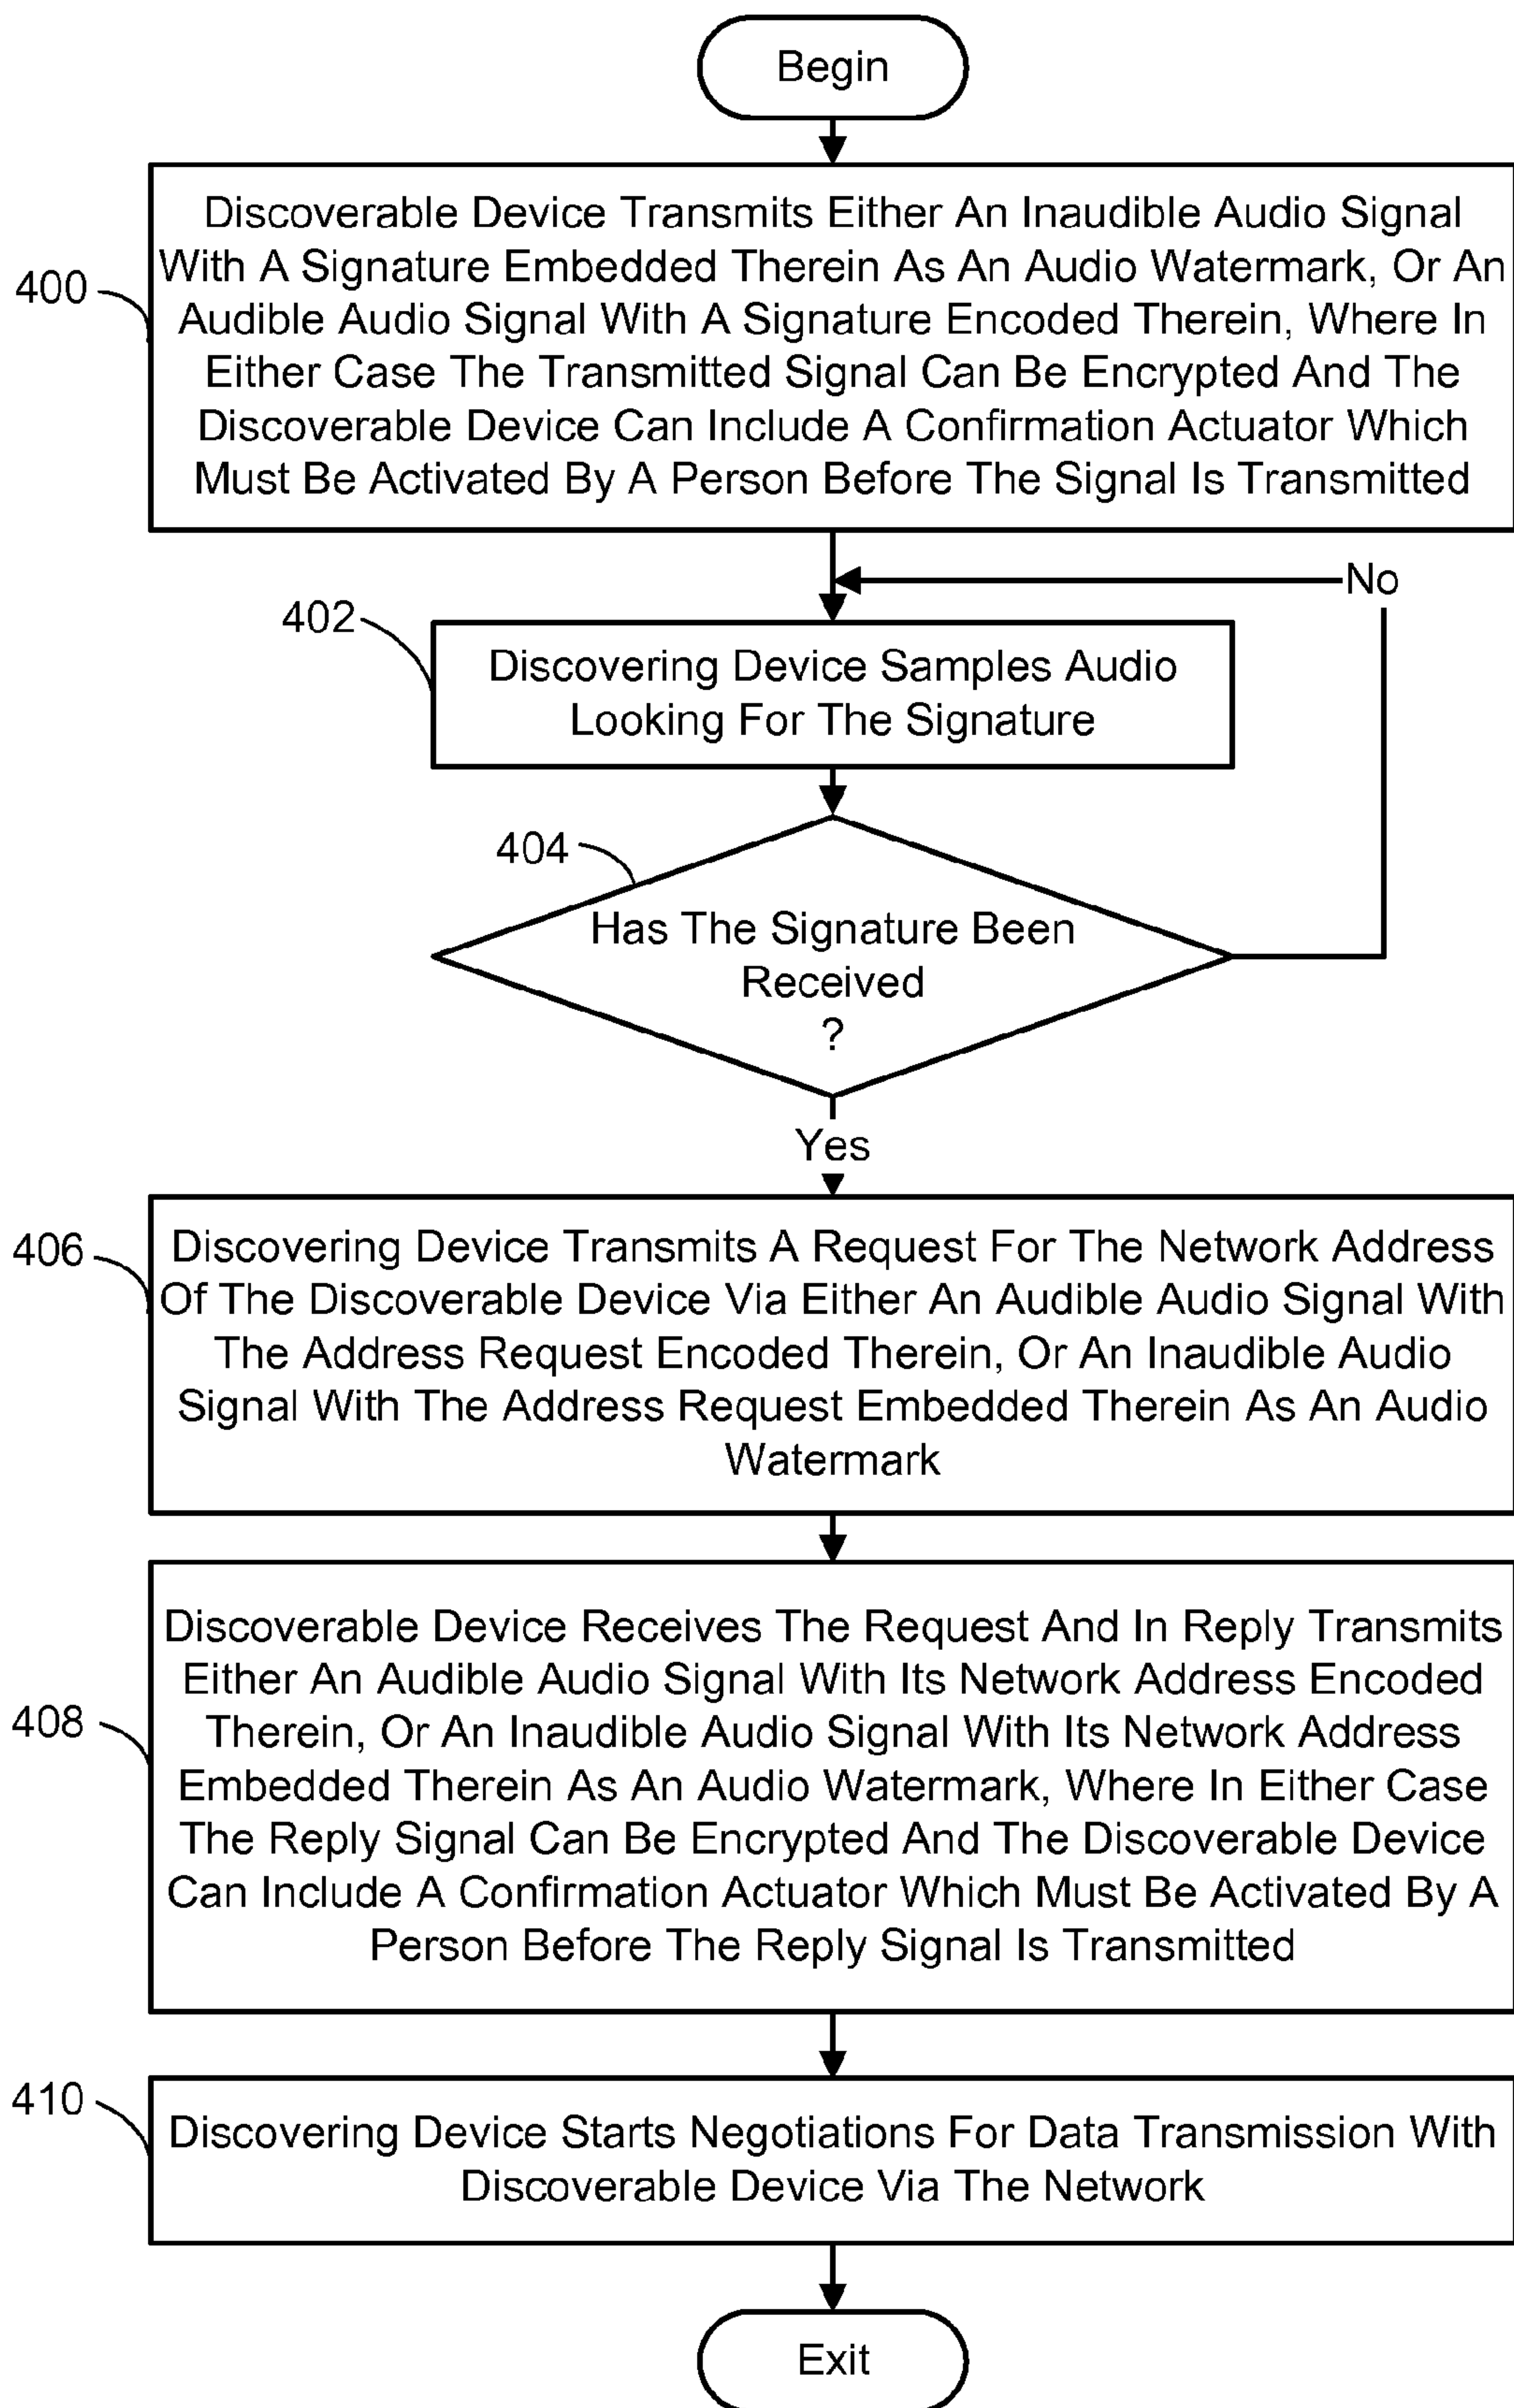 Begin
400
Discoverable Device Transmits Either An Inaudible Audio Signal
With A Signature Embedded Therein As An Audio Watermark, Or An
Audible Audio Signal With A Signature Encoded Therein, Where In
Either Case The Transmitted Signal Can Be Encrypted And The
Discoverable Device Can Include A Confirmation Actuator Which
Must Be Activated By A Person Before The Signal Is Transmitted
No
402
Discovering Device Samples Audio
Looking For The Signature
404
Has The Signature Been
Received
?
Yes
406
Discovering Device Transmits A Request For The Network Address
Of The Discoverable Device Via Either An Audible Audio Signal With
The Address Request Encoded Therein, Or An Inaudible Audio
Signal With The Address Request Embedded Therein As An Audio
Watermark
408
Discoverable Device Receives The Request And In Reply Transmits
Either An Audible Audio Signal With Its Network Address Encoded
Therein, Or An Inaudible Audio Signal With Its Network Address
Embedded Therein As An Audio Watermark, Where In Either Case
The Reply Signal Can Be Encrypted And The Discoverable Device
Can Include A Confirmation Actuator Which Must Be Activated By A
Person Before The Reply Signal Is Transmitted
410
Discovering Device Starts Negotiations For Data Transmission With
Discoverable Device Via The Network
Exit